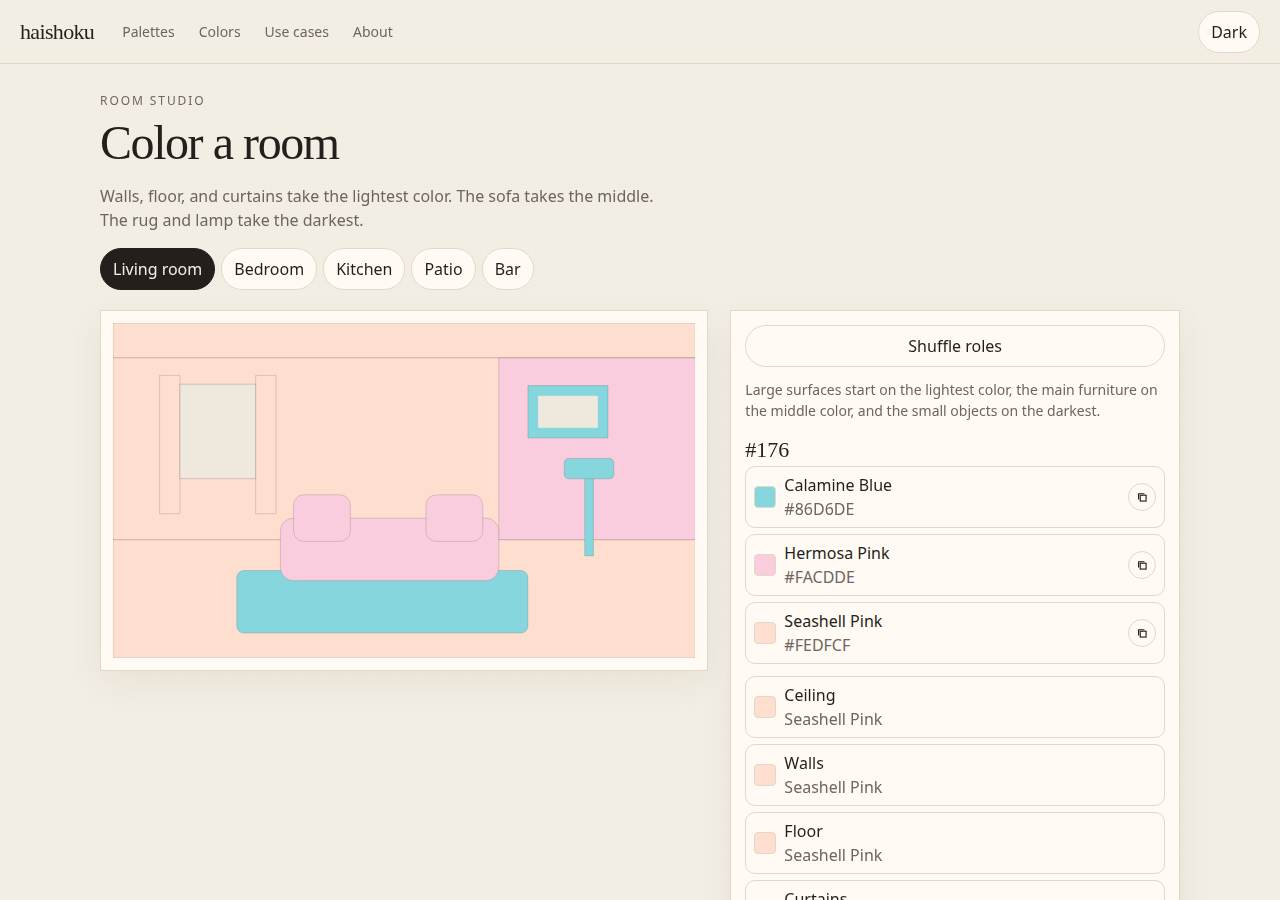 haishoku
Palettes
Colors
Use cases
About
Dark
ROOM STUDIO
Color a room
Walls, floor, and curtains take the lightest color. The sofa takes the middle.
The rug and lamp take the darkest.
Living room
Bedroom
Kitchen
Patio
Bar
Shuffle roles
Large surfaces start on the lightest color, the main furniture on
the middle color, and the small objects on the darkest.
#176
Calamine Blue
#86D6DE
Hermosa Pink
#FACDDE
Seashell Pink
#FEDFCF
Ceiling
Seashell Pink
Walls
Seashell Pink
Floor
Seashell Pink
Curtains